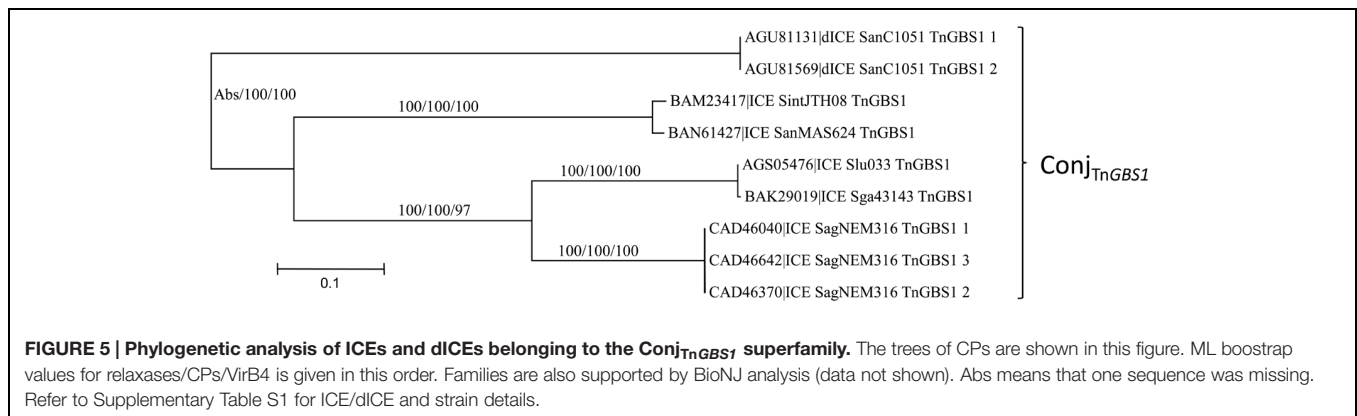 AGU81131|dICE SanC1051 TnGBS1 1
AGU81569|dICE SanC1051 TnGBS1 2
Abs/100/100
100/100/100
BAM23417|ICE SintJTH08 TnGBS1
BAN61427|ICE SanMAS624 TnGBS1
100/100/100
AGS05476|ICE Slu033 TnGBS1
BAK29019|ICE Sga43143 TnGBS1
100/100/97
100/100/100
CAD46040|ICE SagNEM316 TnGBS1 1
CAD46642|ICE SagNEM316 TnGBS1 3
CAD46370|ICE SagNEM316 TnGBS1 2
ConjTnGBS1
0.1
FIGURE 5 | Phylogenetic analysis of ICEs and dICEs belonging to the ConjTnGBS1 superfamily. The trees of CPs are shown in this figure. ML boostrap
values for relaxases/CPs/VirB4 is given in this order. Families are also supported by BioNJ analysis (data not shown). Abs means that one sequence was missing.
Refer to Supplementary Table S1 for ICE/dICE and strain details.